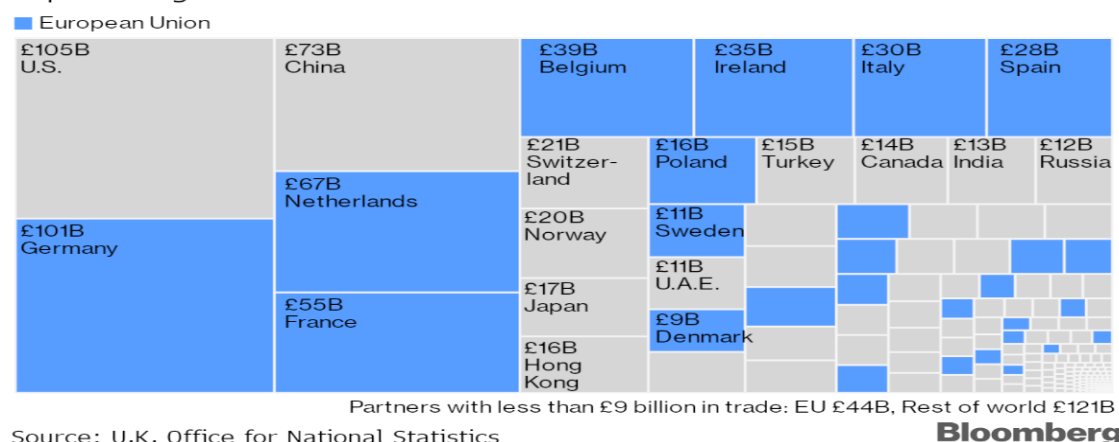 European Union
£105B
U.S.
£73B
China
£39B
Belgium
£35B
Ireland
£30B
Italy
£28B
Spain
£101B
Germany
£67B
Netherlands
£55B
France
£21B
Switzer-
land
£20B
Norway
£17B
Japan
£16B
Hong
Kong
£16B
Poland
£15B
Turkey
£14B
Canada
£13B
India
£12B
Russia
£11B
Sweden
£11B
U.A.E.
£9B
Denmark
Partners with less than £9 billion in trade: EU £44B, Rest of world £121B
Source: U.K. Office for National Statistics
Bloomberg